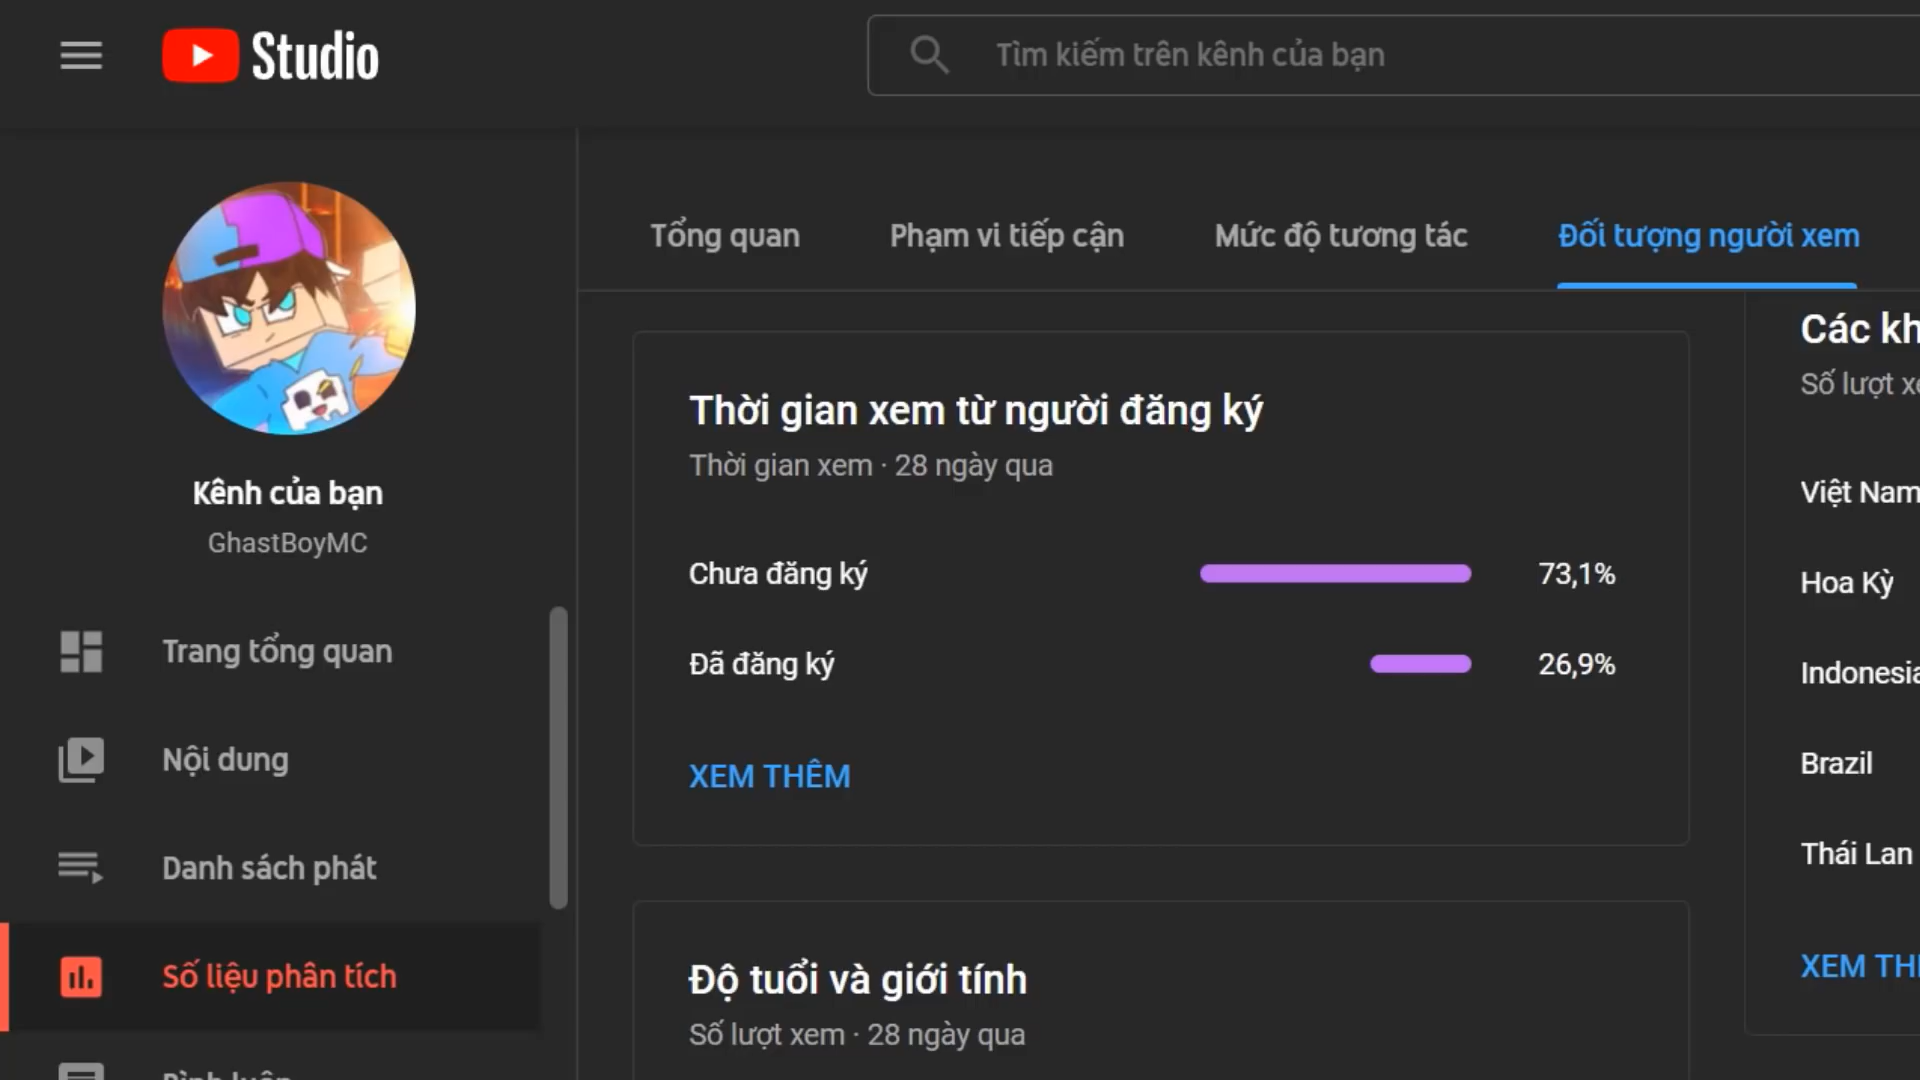 Studio
Tìm kiếm trên kênh của bạn
Kênh của bạn
GhastBoyMC
Trang tổng quan
Nội dung
Danh sách phát
Số liệu phân tích
Tổng quan
Phạm vi tiếp cận
Mức độ tương tác
Đối tượng người xem
Thời gian xem từ người đăng ký
Thời gian xem · 28 ngày qua
Chưa đăng ký 73,1%
Đã đăng ký 26,9%
XEM THÊM
Độ tuổi và giới tính
Số lượt xem · 28 ngày qua
Các
Số lượt
Việt Nam
Hoa Kỳ
Indonesia
Brazil
Thái Lan
XEM